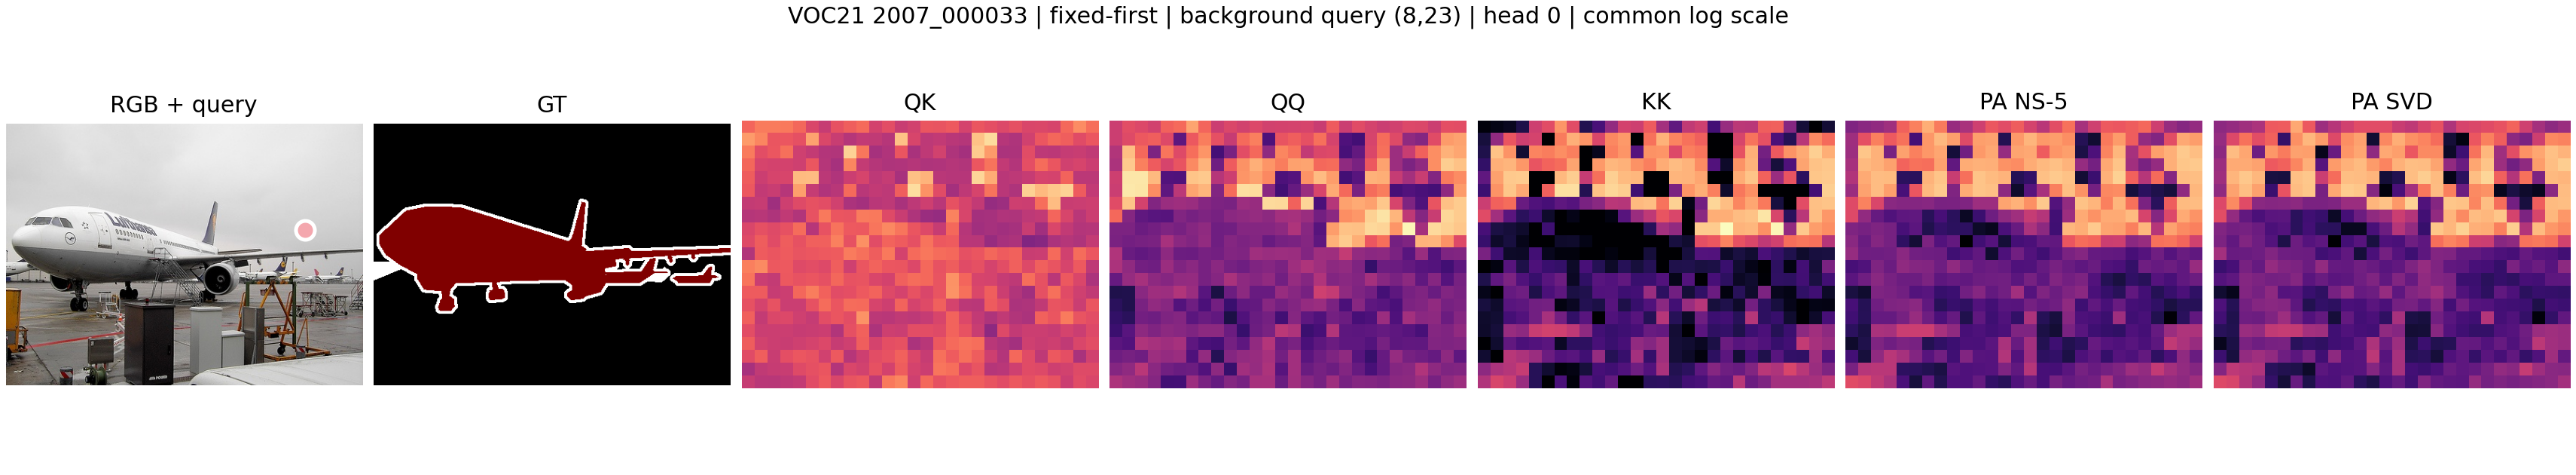 VOC21 2007_000033 | fixed-first | background query (8,23) | head 0 | common log scale
RGB + query
GT
QK
QQ
KK
PA NS-5
PA SVD
Lufthansa